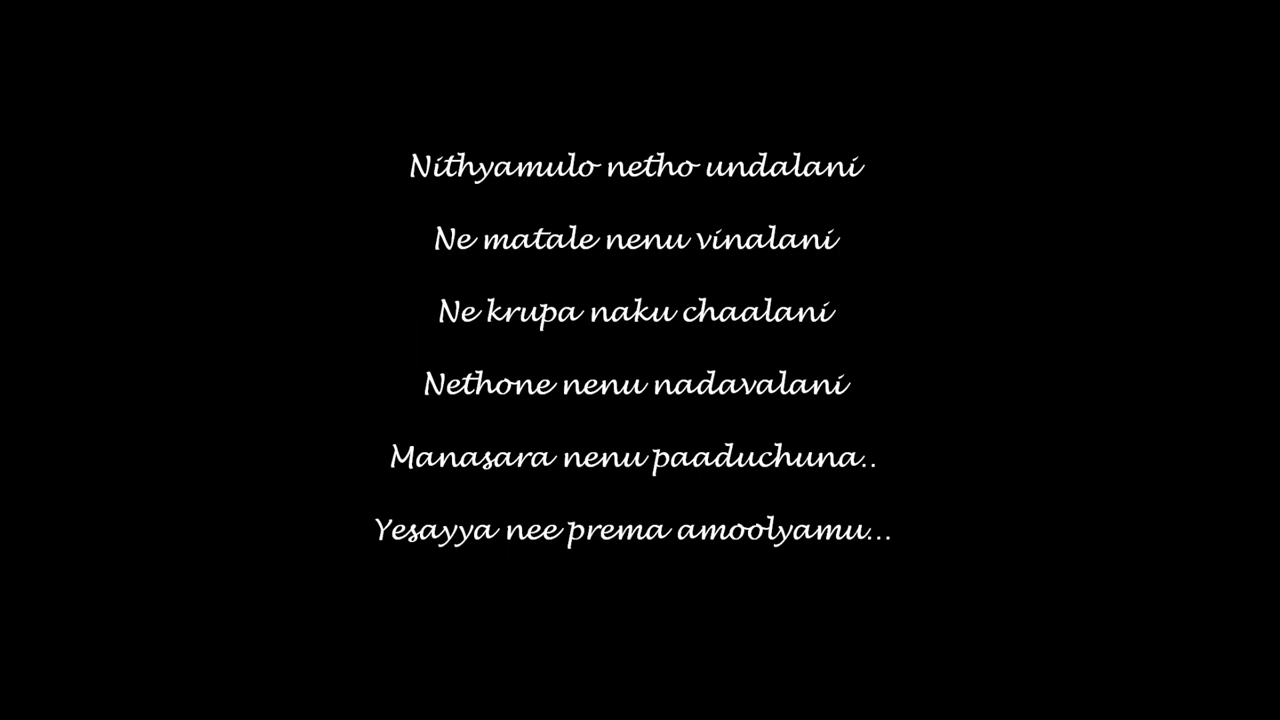 Nithyamulo netho undalani
Ne matale nenu vinalani
Ne krupa naku chaalani
Nethone nenu nadavalani
Manasara nenu paaduchuna..
Yesayya nee prema amoolyamu...